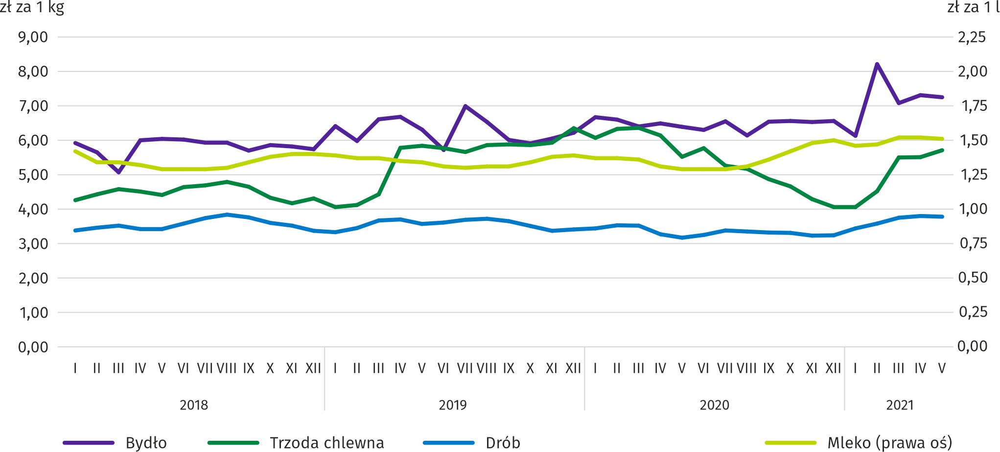 zł za 1 kg zł za 1 l
9,00 2,25
8,00 2,00
7,00 1,75
6,00 1,50
5,00 1,25
4,00 1,00
3,00 0,75
2,00 0,50
1,00 0,25
0,00 0,00
I II III IV V VI VII VIII IX X XI XII I II III IV V VI VII VIII IX X XI XII I II III IV V VI VII VIII IX X XI XII I II III IV V
2018 2019 2020 2021
Bydło Trzoda chlewna Drób Mleko (prawa oś)